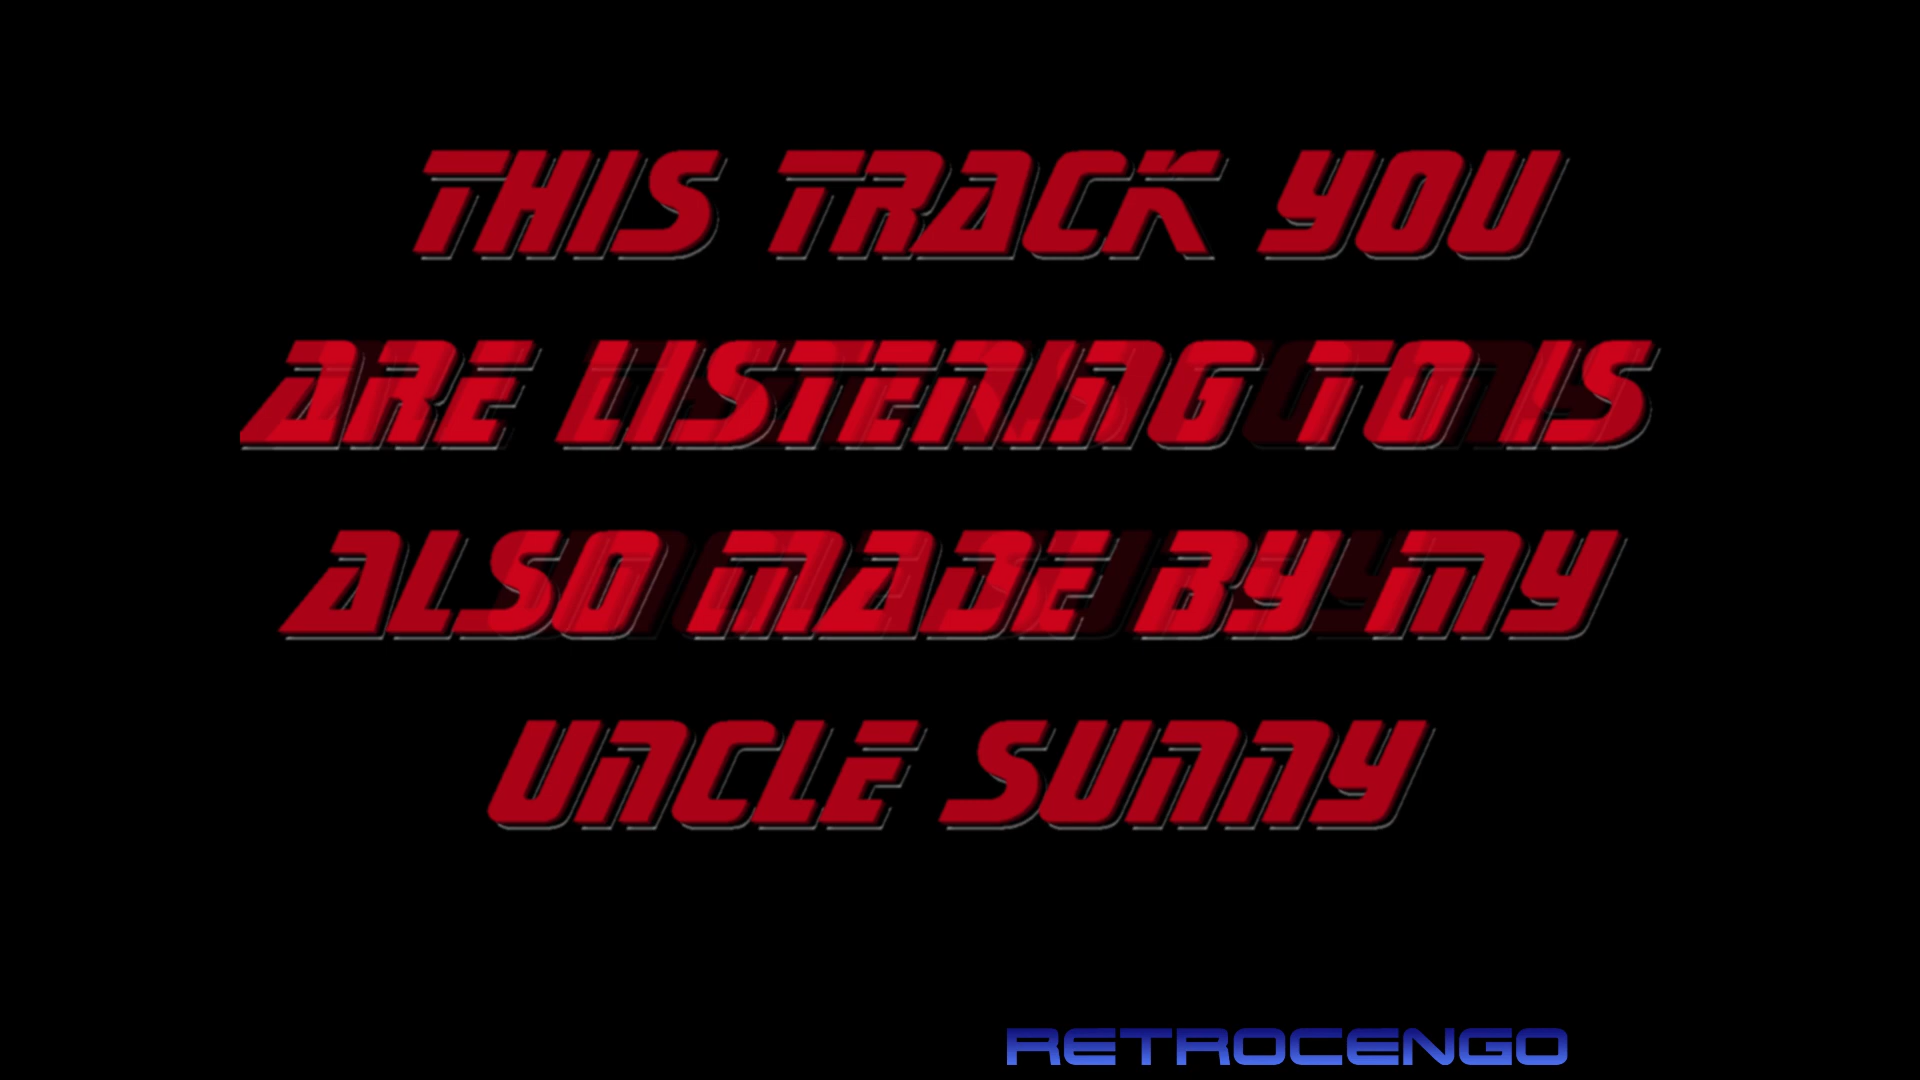 THIS TRACK YOU
ARE LISTENING TO IS
ALSO MADE BY MY
UNCLE SUNNY
RETROCENGO